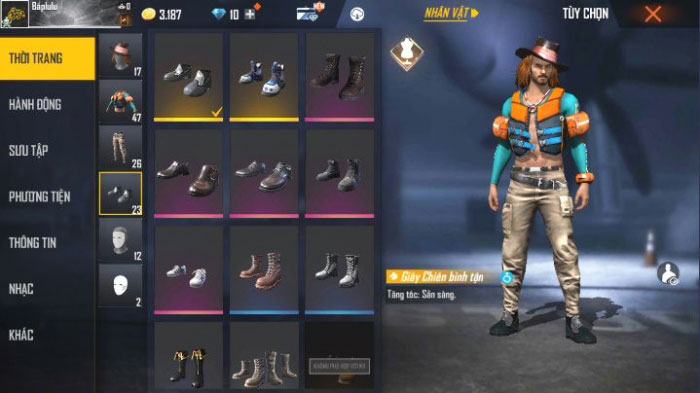 Báplulu
3.187
10
NHÂN VẬT
TÙY CHỌN
THỜI TRANG
HÀNH ĐỘNG
SƯU TẬP
PHƯƠNG TIỆN
THÔNG TIN
NHẠC
KHÁC
17
47
26
23
12
2
Giày Chiến binh tận
Tăng tốc: Sẵn sàng.